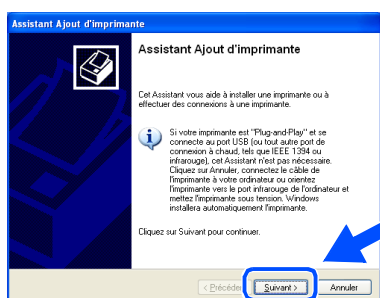 Assistant Ajout d'imprimante
Assistant Ajout d'imprimante
Cet Assistant vous aide à installer une imprimante ou à
effectuer des connexions à une imprimante.
Si votre imprimante est "Plug-and-Play" et se
connecte au port USB (ou tout autre port de
connexion à chaud, tels que IEEE 1394 ou
infrarouge), cet Assistant n'est pas nécessaire.
Cliquez sur Annuler, connectez le câble de
l'imprimante à votre ordinateur ou orientez
l'imprimante vers le port infrarouge de l'ordinateur et
mettez l'imprimante sous tension. Windows
installera automatiquement l'imprimante.
Cliquez sur Suivant pour continuer.
< Précéden Suivant > Annuler